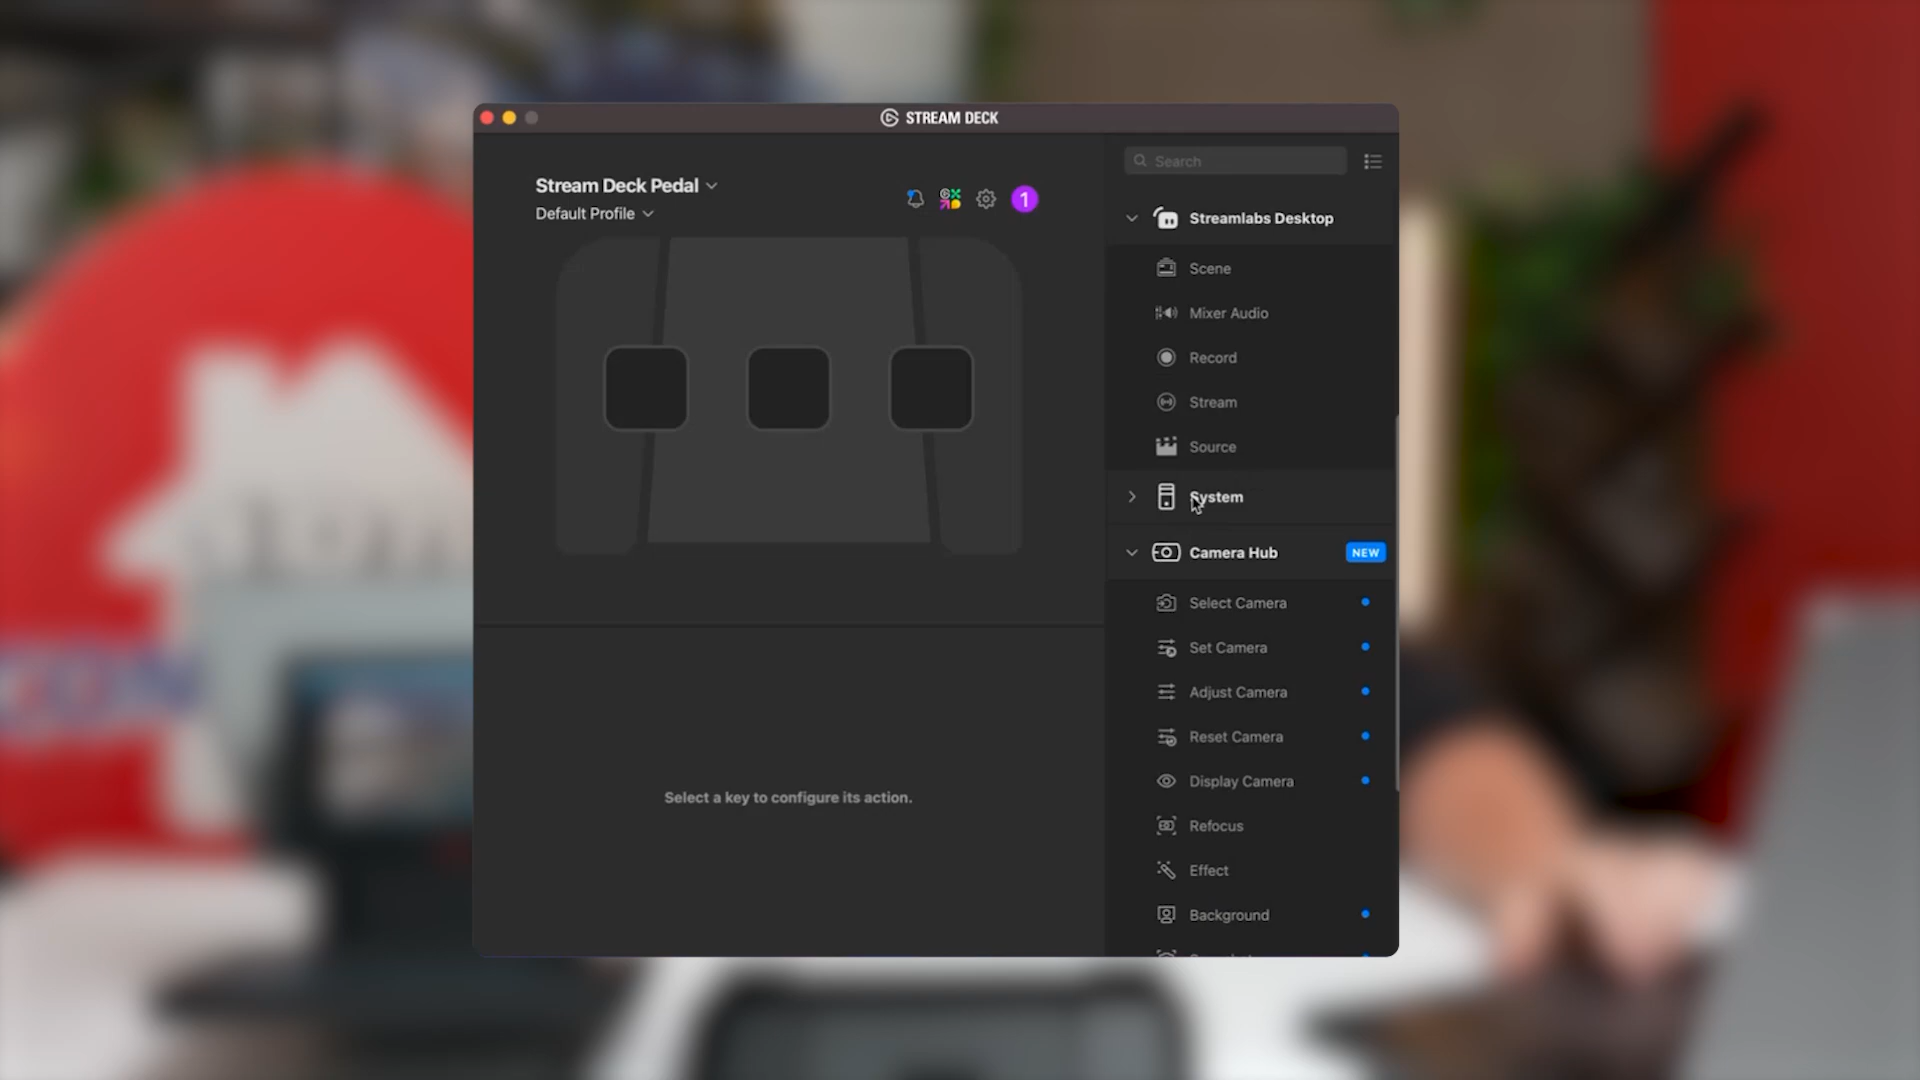 STREAM DECK
Stream Deck Pedal
Default Profile
1
Search
Streamlabs Desktop
Scene
Mixer Audio
Record
Stream
Source
System
Camera Hub
NEW
Select Camera
Set Camera
Adjust Camera
Reset Camera
Display Camera
Refocus
Effect
Background
Select a key to configure its action.